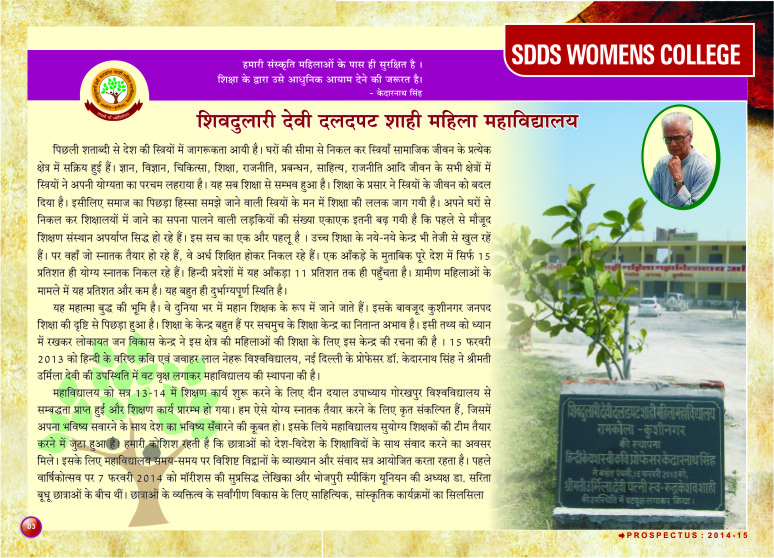 SDDS WOMENS COLLEGE
हमारी संस्कृति महिलाओं के पास ही सुरक्षित है ।
शिक्षा के द्वारा उसे आधुनिक आयाम देने की जरूरत है।
- केदारनाथ सिंह
शिवदुलारी देवी दलदपट शाही महिला महाविद्यालय
पिछली शताब्दी से देश की स्त्रियों में जागरूकता आयी है। घरों की सीमा से निकल कर स्त्रियाँ सामाजिक जीवन के प्रत्येक
क्षेत्र में सक्रिय हुई हैं। ज्ञान, विज्ञान, चिकित्सा, शिक्षा, राजनीति, प्रबन्धन, साहित्य, राजनीति आदि जीवन के सभी क्षेत्रों में
स्त्रियों ने अपनी योग्यता का परचम लहराया है। यह सब शिक्षा से सम्भव हुआ है। शिक्षा के प्रसार ने स्त्रियों के जीवन को बदल
दिया है। इसीलिए समाज का पिछड़ा हिस्सा समझे जाने वाली स्त्रियों के मन में शिक्षा की ललक जाग गयी है। अपने घरों से
निकल कर शिक्षालयों में जाने का सपना पालने वाली लड़कियों की संख्या एकाएक इतनी बढ़ गयी है कि पहले से मौजूद
शिक्षण संस्थान अपर्याप्त सिद्ध हो रहे हैं। इस सच का एक और पहलू है । उच्च शिक्षा के नये-नये केन्द्र भी तेजी से खुल रहें
हैं। पर वहाँ जो स्नातक तैयार हो रहे हैं, वे अर्ध शिक्षित होकर निकल रहे हैं। एक आँकड़े के मुताबिक पूरे देश में सिर्फ 15
प्रतिशत ही योग्य स्नातक निकल रहे हैं। हिन्दी प्रदेशों में यह आँकड़ा 11 प्रतिशत तक ही पहुँचता है। ग्रामीण महिलाओं के
मामले में यह प्रतिशत और कम है। यह बहुत ही दुर्भाग्यपूर्ण स्थिति है।
यह महात्मा बुद्ध की भूमि है। वे दुनिया भर में महान शिक्षक के रूप में जाने जाते हैं। इसके बावजूद कुशीनगर जनपद
शिक्षा की दृष्टि से पिछड़ा हुआ है। शिक्षा के केन्द्र बहुत हैं पर सचमुच के शिक्षा केन्द्र का नितान्त अभाव है। इसी तथ्य को ध्यान
में रखकर लोकायत जन विकास केन्द्र ने इस क्षेत्र की महिलाओं की शिक्षा के लिए इस केन्द्र की रचना की है । 15 फरवरी
2013 को हिन्दी के वरिष्ठ कवि एवं जवाहर लाल नेहरू विश्वविद्यालय, नई दिल्ली के प्रोफेसर डॉ. केदारनाथ सिंह ने श्रीमती
उर्मिला देवी की उपस्थिति में वट वृक्ष लगाकर महाविद्यालय की स्थापना की है।
महाविद्यालय को सत्र 13-14 में शिक्षण कार्य शुरू करने के लिए दीन दयाल उपाध्याय गोरखपुर विश्वविद्यालय से
सम्बद्धता प्राप्त हुई और शिक्षण कार्य प्रारम्भ हो गया। हम ऐसे योग्य स्नातक तैयार करने के लिए कृत संकल्पित हैं, जिसमें
अपना भविष्य सवारने के साथ देश का भविष्य सँवारने की कूबत हो। इसके लिये महाविद्यालय सुयोग्य शिक्षकों की टीम तैयार
करने में जुटा हुआ है। हमारी कोशिश रहती है कि छात्राओं को देश-विदेश के शिक्षाविदों के साथ संवाद करने का अवसर
मिले। इसके लिए महाविद्यालय समय-समय पर विशिष्ट विद्वानों के व्याख्यान और संवाद सत्र आयोजित करता रहता है। पहले
वार्षिकोत्सव पर 7 फरवरी 2014 को मॉरीशस की सुप्रसिद्ध लेखिका और भोजपुरी स्पीकिंग यूनियन की अध्यक्ष डा. सरिता
बूधू छात्राओं के बीच थीं। छात्राओं के व्यक्तित्व के सर्वांगीण विकास के लिए साहित्यिक, सांस्कृतिक कार्यक्रमों का सिलसिला
शिवदुलारी देवी दलडपट शाही महिला महाविद्यालय
रामकोला - कुशीनगर
की स्थापना
हिन्दी के यशस्वी कवि प्रोफेसर केदारनाथ सिंह
ने बसंत पंचमी, 15 फरवरी 2013 को,
श्रीमती उर्मिला देवी पत्नी स्व॰ रुद्रकेशव शाही
की उपस्थिति में वटवृक्ष लगाकर किया।
03
PROSPECTUS : 2014-15